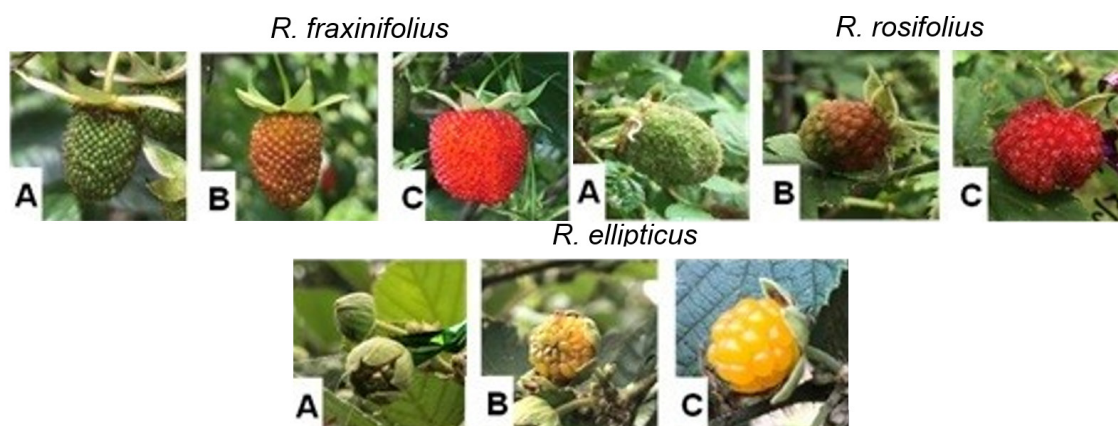 R. fraxinifolius R. rosifolius
A B C A B C
R. ellipticus
A B C